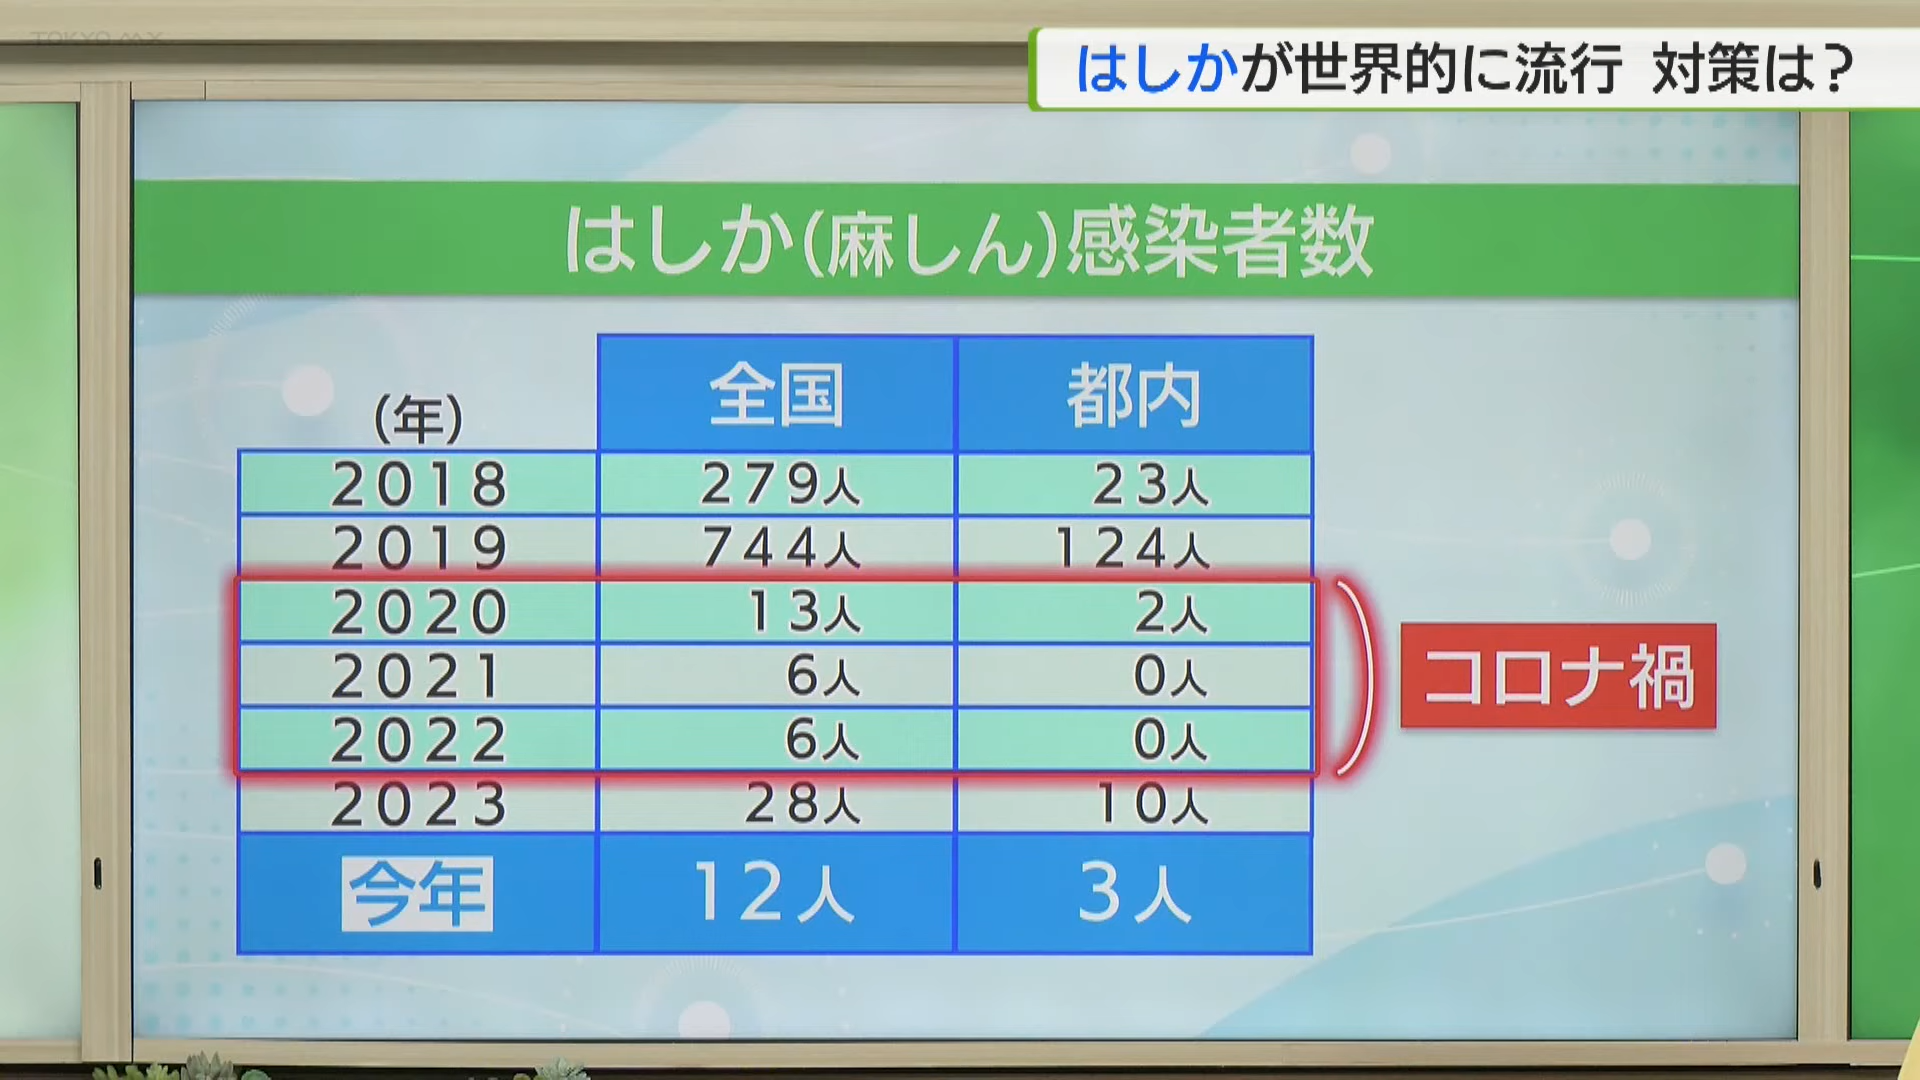 TOKYO MX
はしかが世界的に流行 対策は?
はしか(麻しん)感染者数
(年) 全国 都内
2018 279人 23人
2019 744人 124人
2020 13人 2人
2021 6人 0人
2022 6人 0人
コロナ禍
2023 28人 10人
今年 12人 3人